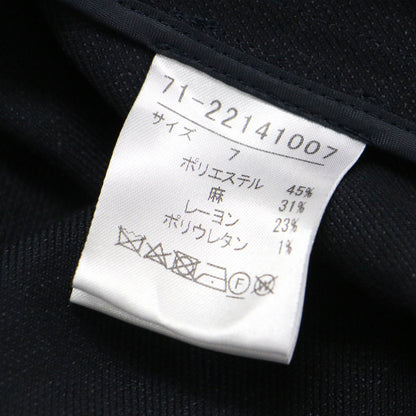 71-22141007
サイズ 7
ポリエステル 45%
麻 31%
レーヨン 23%
ポリウレタン 1%
F W